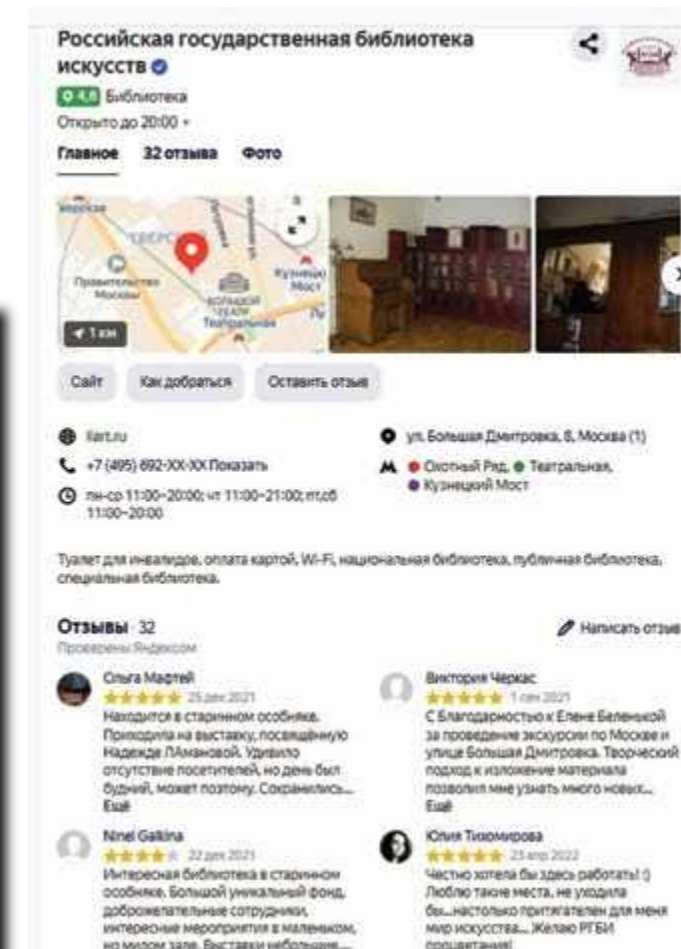 Российская государственная библиотека
искусств
4,6 Библиотека
Открыто до 20:00
Главное 32 отзыва Фото
Правительство
Москвы
БОЛЬШОЙ
ТЕАТР
Театральная
Кузнецкий
Мост
1 км
Сайт Как добраться Оставить отзыв
liart.ru
+7 (495) 692-XX-XX Показать
пн-ср 11:00–20:00; чт 11:00–21:00; пт,сб
11:00–20:00
ул. Большая Дмитровка, 8, Москва (1)
Охотный Ряд, Театральная,
Кузнецкий Мост
Туалет для инвалидов, оплата картой, Wi-Fi, национальная библиотека, публичная библиотека,
специальная библиотека.
Отзывы · 32
Проверены Яндексом
Написать отзыв
Ольга Мафтей
25 дек 2021
Находится в старинном особняке.
Приходила на выставку, посвящённую
Надежде ЛАмановой. Удивило
отсутствие посетителей, но день был
будний, может поэтому. Сохранились...
Ещё
Виктория Черкас
1 сен 2021
С Благодарностью к Елене Беленькой
за проведение экскурсии по Москве и
улице Большая Дмитровка. Творческий
подход к изложение материала
позволил мне узнать много новых...
Ещё
Ninel Galkina
22 дек 2021
Интересная библиотека в старинном
особняке. Большой уникальный фонд,
доброжелательные сотрудники,
интересные мероприятия в маленьком,
но милом зале. Выставки небольшие...
Юлия Тихомирова
23 апр 2022
Честно хотела бы здесь работать! :)
Люблю такие места, не уходила
бы...настолько притягателен для меня
мир искусства... Желаю РГБИ
процветания!